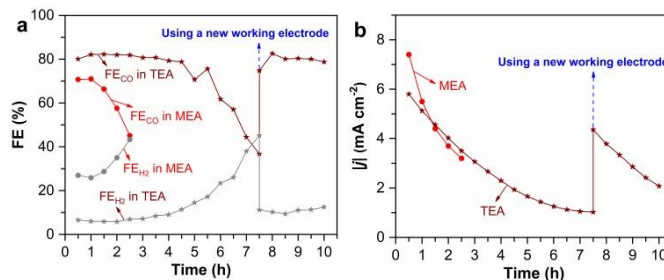 a
Using a new working electrode
100
80
60
40
20
0
FE (%)
FE_CO in TEA
FE_CO in MEA
FE_H2 in MEA
FE_H2 in TEA
0 1 2 3 4 5 6 7 8 9 10
Time (h)
b
8
6
4
2
0
|j| (mA cm⁻²)
MEA
Using a new working electrode
TEA
0 1 2 3 4 5 6 7 8 9 10
Time (h)